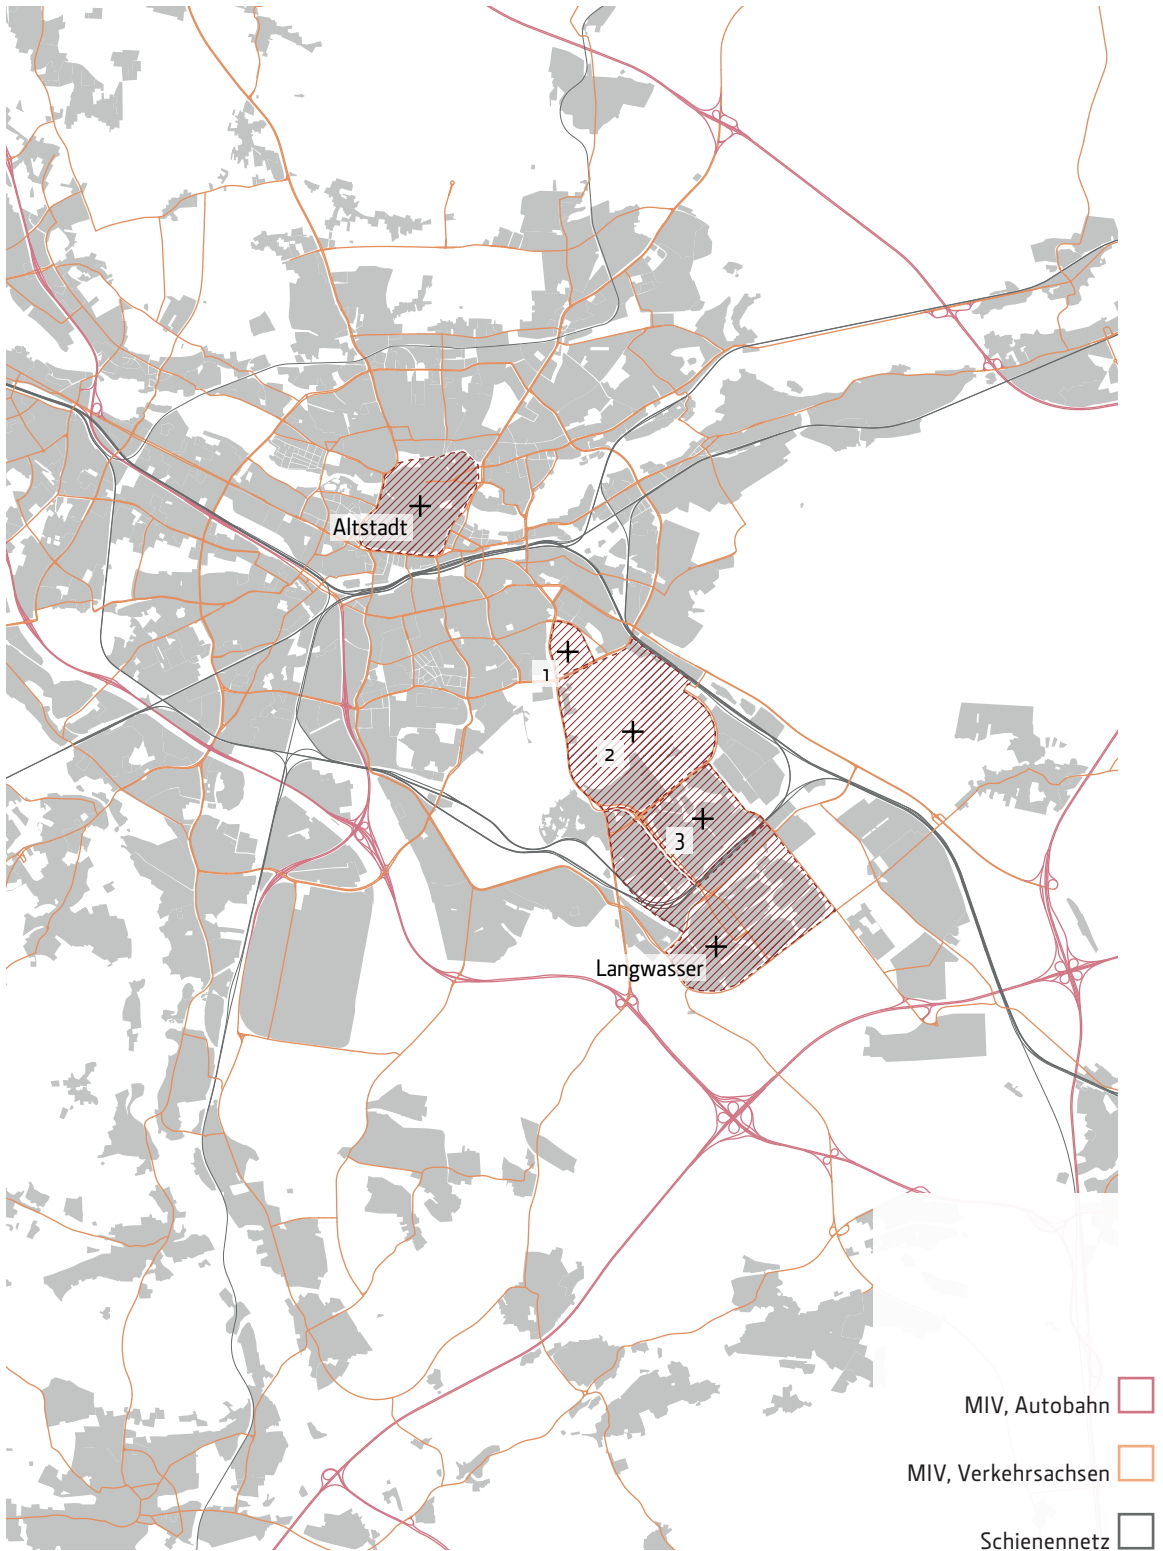 Altstadt
1
2
3
Langwasser
MIV, Autobahn
MIV, Verkehrsachsen
Schienennetz